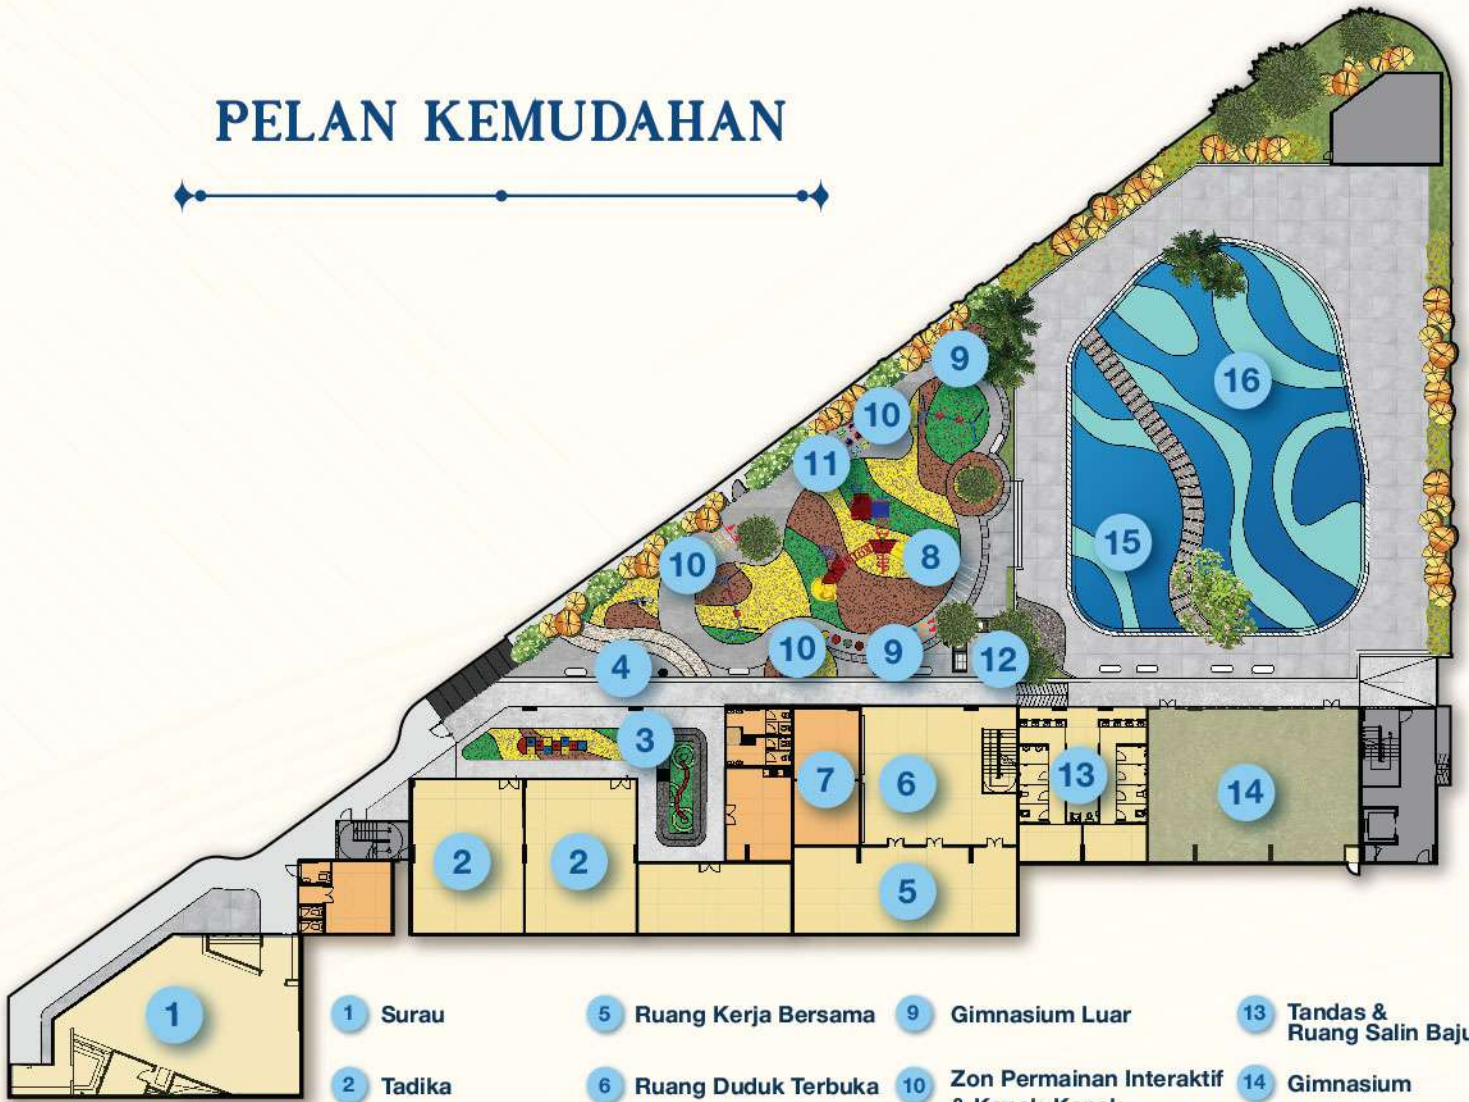 PELAN KEMUDAHAN
9
10
16
11
15
8
10
10
9
12
4
3
7
6
13
14
2
2
5
1
1 Surau
5 Ruang Kerja Bersama
9 Gimnasium Luar
13 Tandas &
Ruang Salin Baju
2 Tadika
6 Ruang Duduk Terbuka
10 Zon Permainan Interaktif
14 Gimnasium